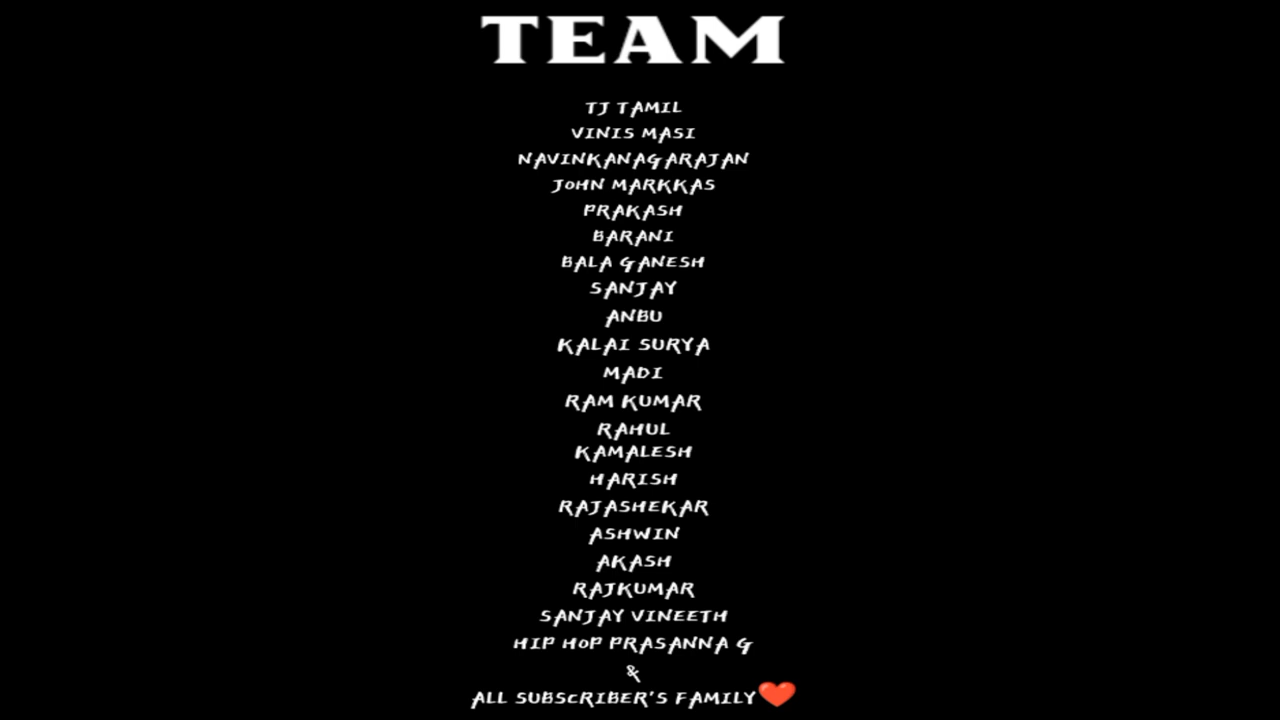 TEAM
TJ TAMIL
VINIS MASI
NAVINKANAGARAJAN
JOHN MARKKAS
PRAKASH
BARANI
BALA GANESH
SANJAY
ANBU
KALAI SURYA
MADI
RAM KUMAR
RAHUL
KAMALESH
HARISH
RAJASHEKAR
ASHWIN
AKASH
RAJKUMAR
SANJAY VINEETH
HIP HOP PRASANNA G
&
ALL SUBSCRIBER'S FAMILY❤️